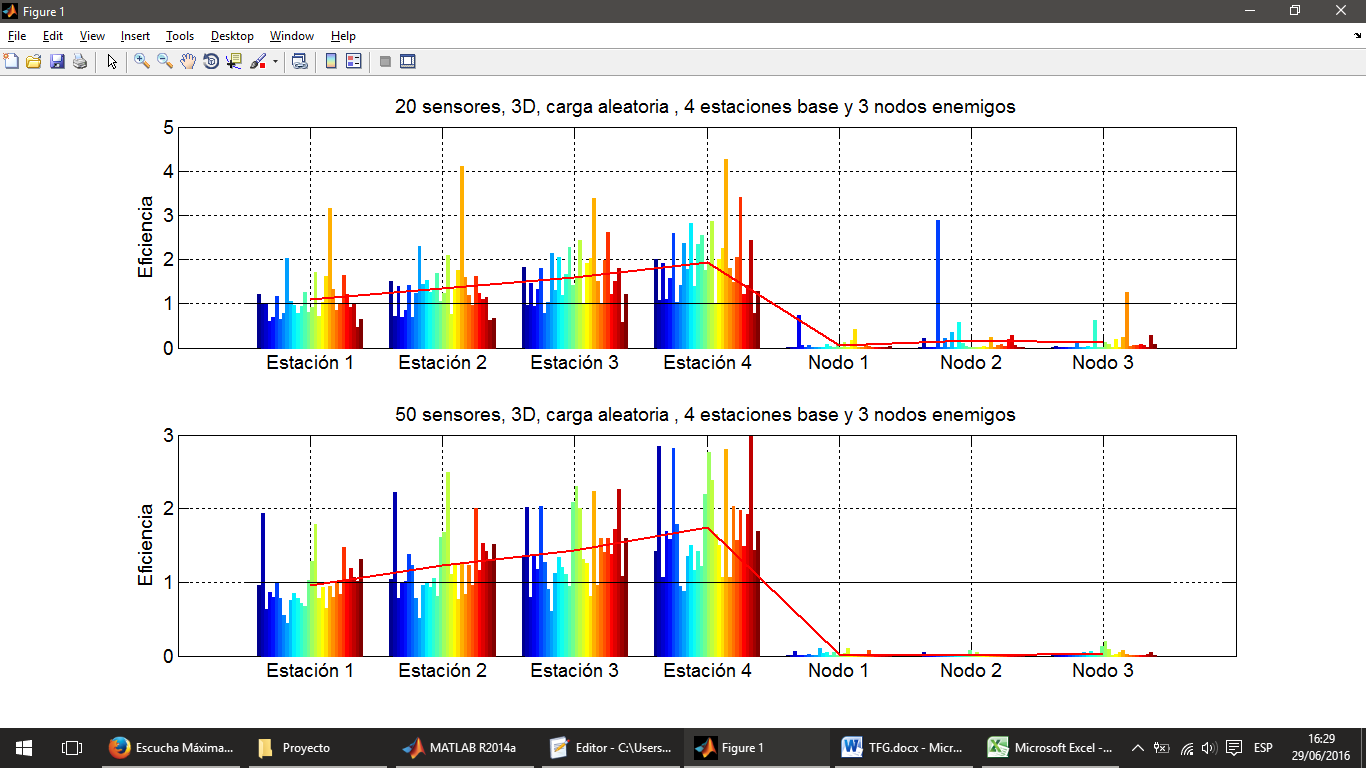 Figure 1
File Edit View Insert Tools Desktop Window Help
20 sensores, 3D, carga aleatoria , 4 estaciones base y 3 nodos enemigos
Eficiencia
5
4
3
2
1
0
Estación 1 Estación 2 Estación 3 Estación 4 Nodo 1 Nodo 2 Nodo 3
50 sensores, 3D, carga aleatoria , 4 estaciones base y 3 nodos enemigos
Eficiencia
3
2
1
0
Estación 1 Estación 2 Estación 3 Estación 4 Nodo 1 Nodo 2 Nodo 3
Escucha Máxima... Proyecto MATLAB R2014a Editor - C:\Users... Figure 1 TFG.docx - Micr... Microsoft Excel -... ESP 16:29
29/06/2016